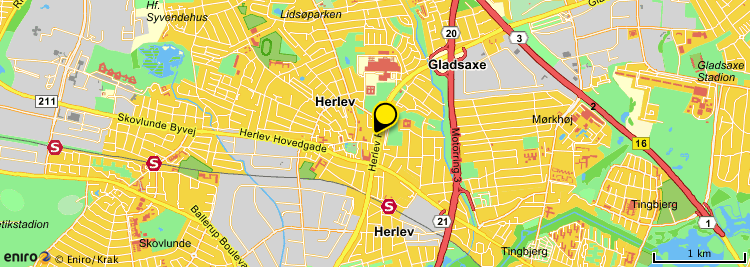 Hf.
Syvendehus
Lidsøparken
20
3
Gladsaxe
Gladsaxe
Stadion
211
Herlev
2
Skovlunde Byvej
Herlev Hovedgade
Herlev
Motorring 3
Mørkhøj
16
S
S
S
21
Herlev
Tingbjerg
1
Ballerup Boulevard
Skovlunde
Tingbjerg
1 km
eniro
© Eniro/Krak